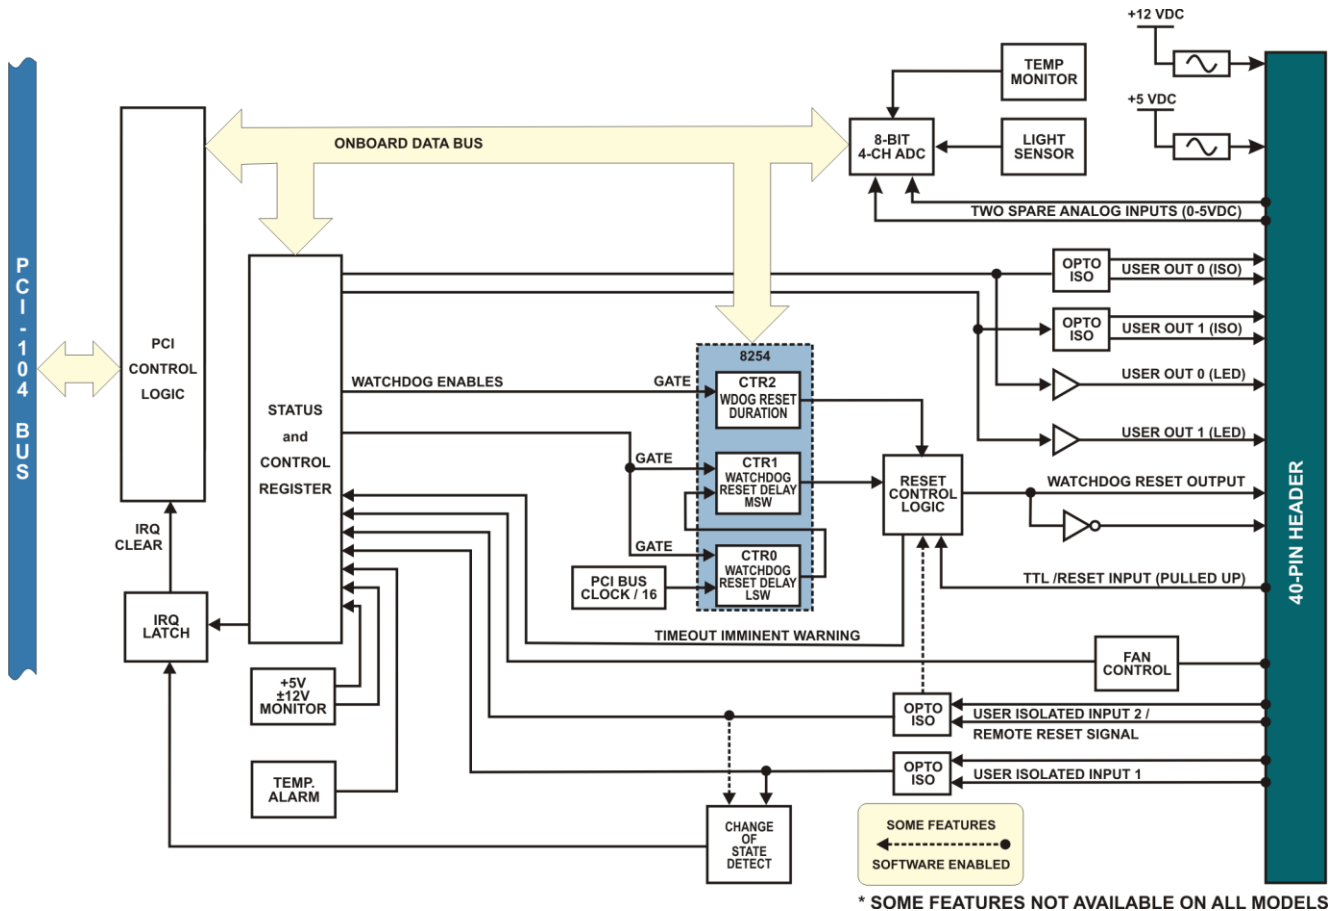 +12 VDC
+5 VDC
TEMP
MONITOR
8-BIT
4-CH ADC
LIGHT
SENSOR
ONBOARD DATA BUS
TWO SPARE ANALOG INPUTS (0-5VDC)
PCI-104 BUS
PCI
CONTROL
LOGIC
OPTO
ISO
USER OUT 0 (ISO)
OPTO
ISO
USER OUT 1 (ISO)
8254
WATCHDOG ENABLES
GATE
CTR2
WDOG RESET
DURATION
USER OUT 0 (LED)
USER OUT 1 (LED)
STATUS
and
CONTROL
REGISTER
GATE
CTR1
WATCHDOG
RESET DELAY
MSW
RESET
CONTROL
LOGIC
WATCHDOG RESET OUTPUT
40-PIN HEADER
IRQ
CLEAR
GATE
CTR0
WATCHDOG
RESET DELAY
LSW
PCI BUS
CLOCK / 16
TTL /RESET INPUT (PULLED UP)
IRQ
LATCH
TIMEOUT IMMINENT WARNING
FAN
CONTROL
+5V
±12V
MONITOR
OPTO
ISO
USER ISOLATED INPUT 2 /
REMOTE RESET SIGNAL
OPTO
ISO
USER ISOLATED INPUT 1
TEMP.
ALARM
CHANGE
OF
STATE
DETECT
SOME FEATURES
SOFTWARE ENABLED
* SOME FEATURES NOT AVAILABLE ON ALL MODELS